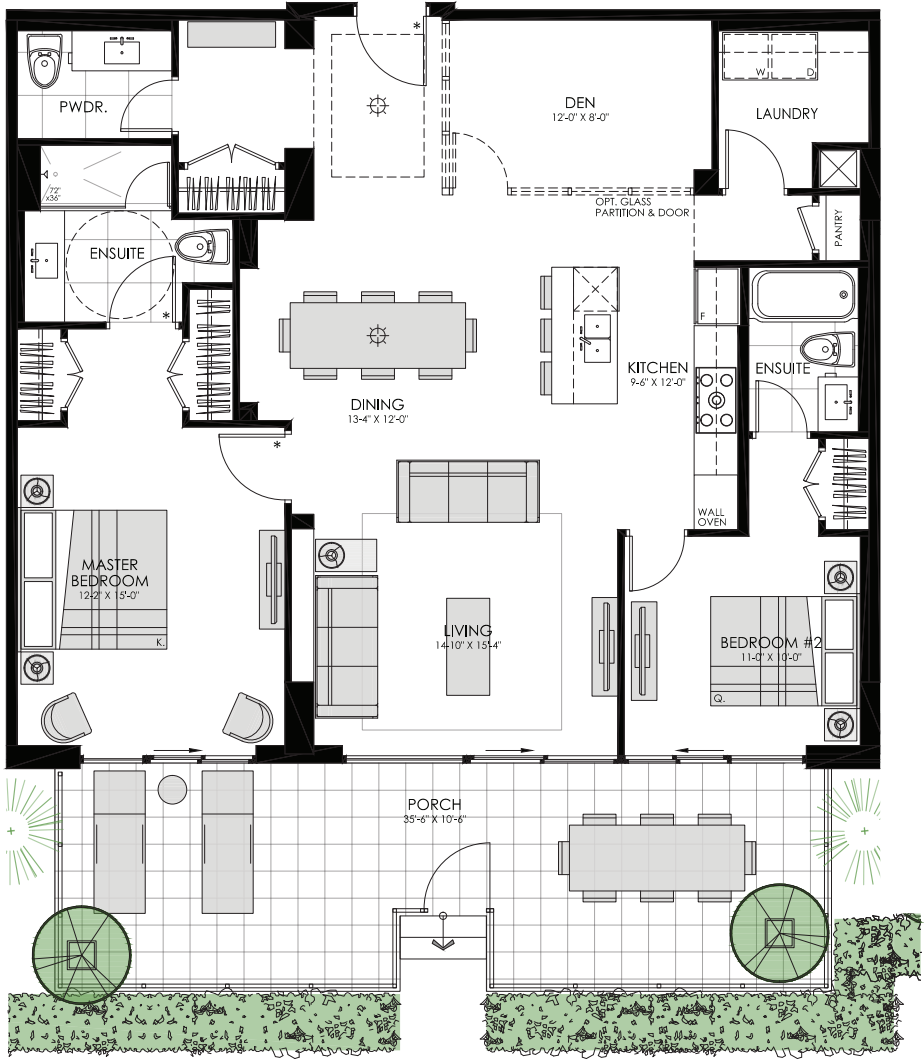 *
W
D
PWDR.
DEN
12'-0" X 8'-0"
LAUNDRY
72"
x36"
OPT. GLASS
PARTITION & DOOR
PANTRY
ENSUITE
*
F
KITCHEN
9'-6" X 12'-0"
ENSUITE
DINING
13'-4" X 12'-0"
*
WALL
OVEN
MASTER
BEDROOM
12'-2" X 15'-0"
K.
LIVING
14'-10" X 15'-4"
BEDROOM #2
11'-0" X 10'-0"
Q.
PORCH
35'-6" X 10'-6"